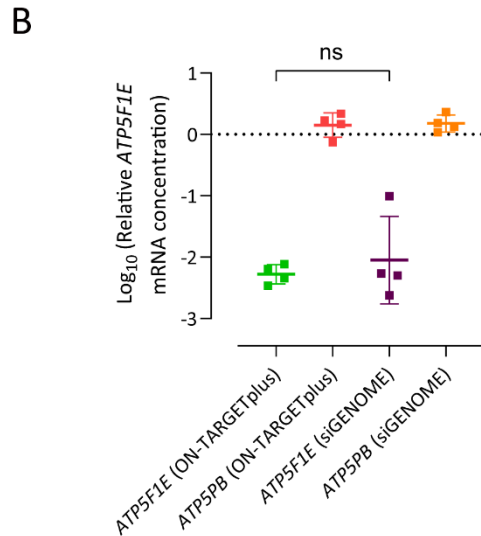 B
ns
Log10 (Relative ATP5F1E
mRNA concentration)
1
0
-1
-2
-3
ATP5F1E (ON-TARGETplus)
ATP5PB (ON-TARGETplus)
ATP5F1E (siGENOME)
ATP5PB (siGENOME)